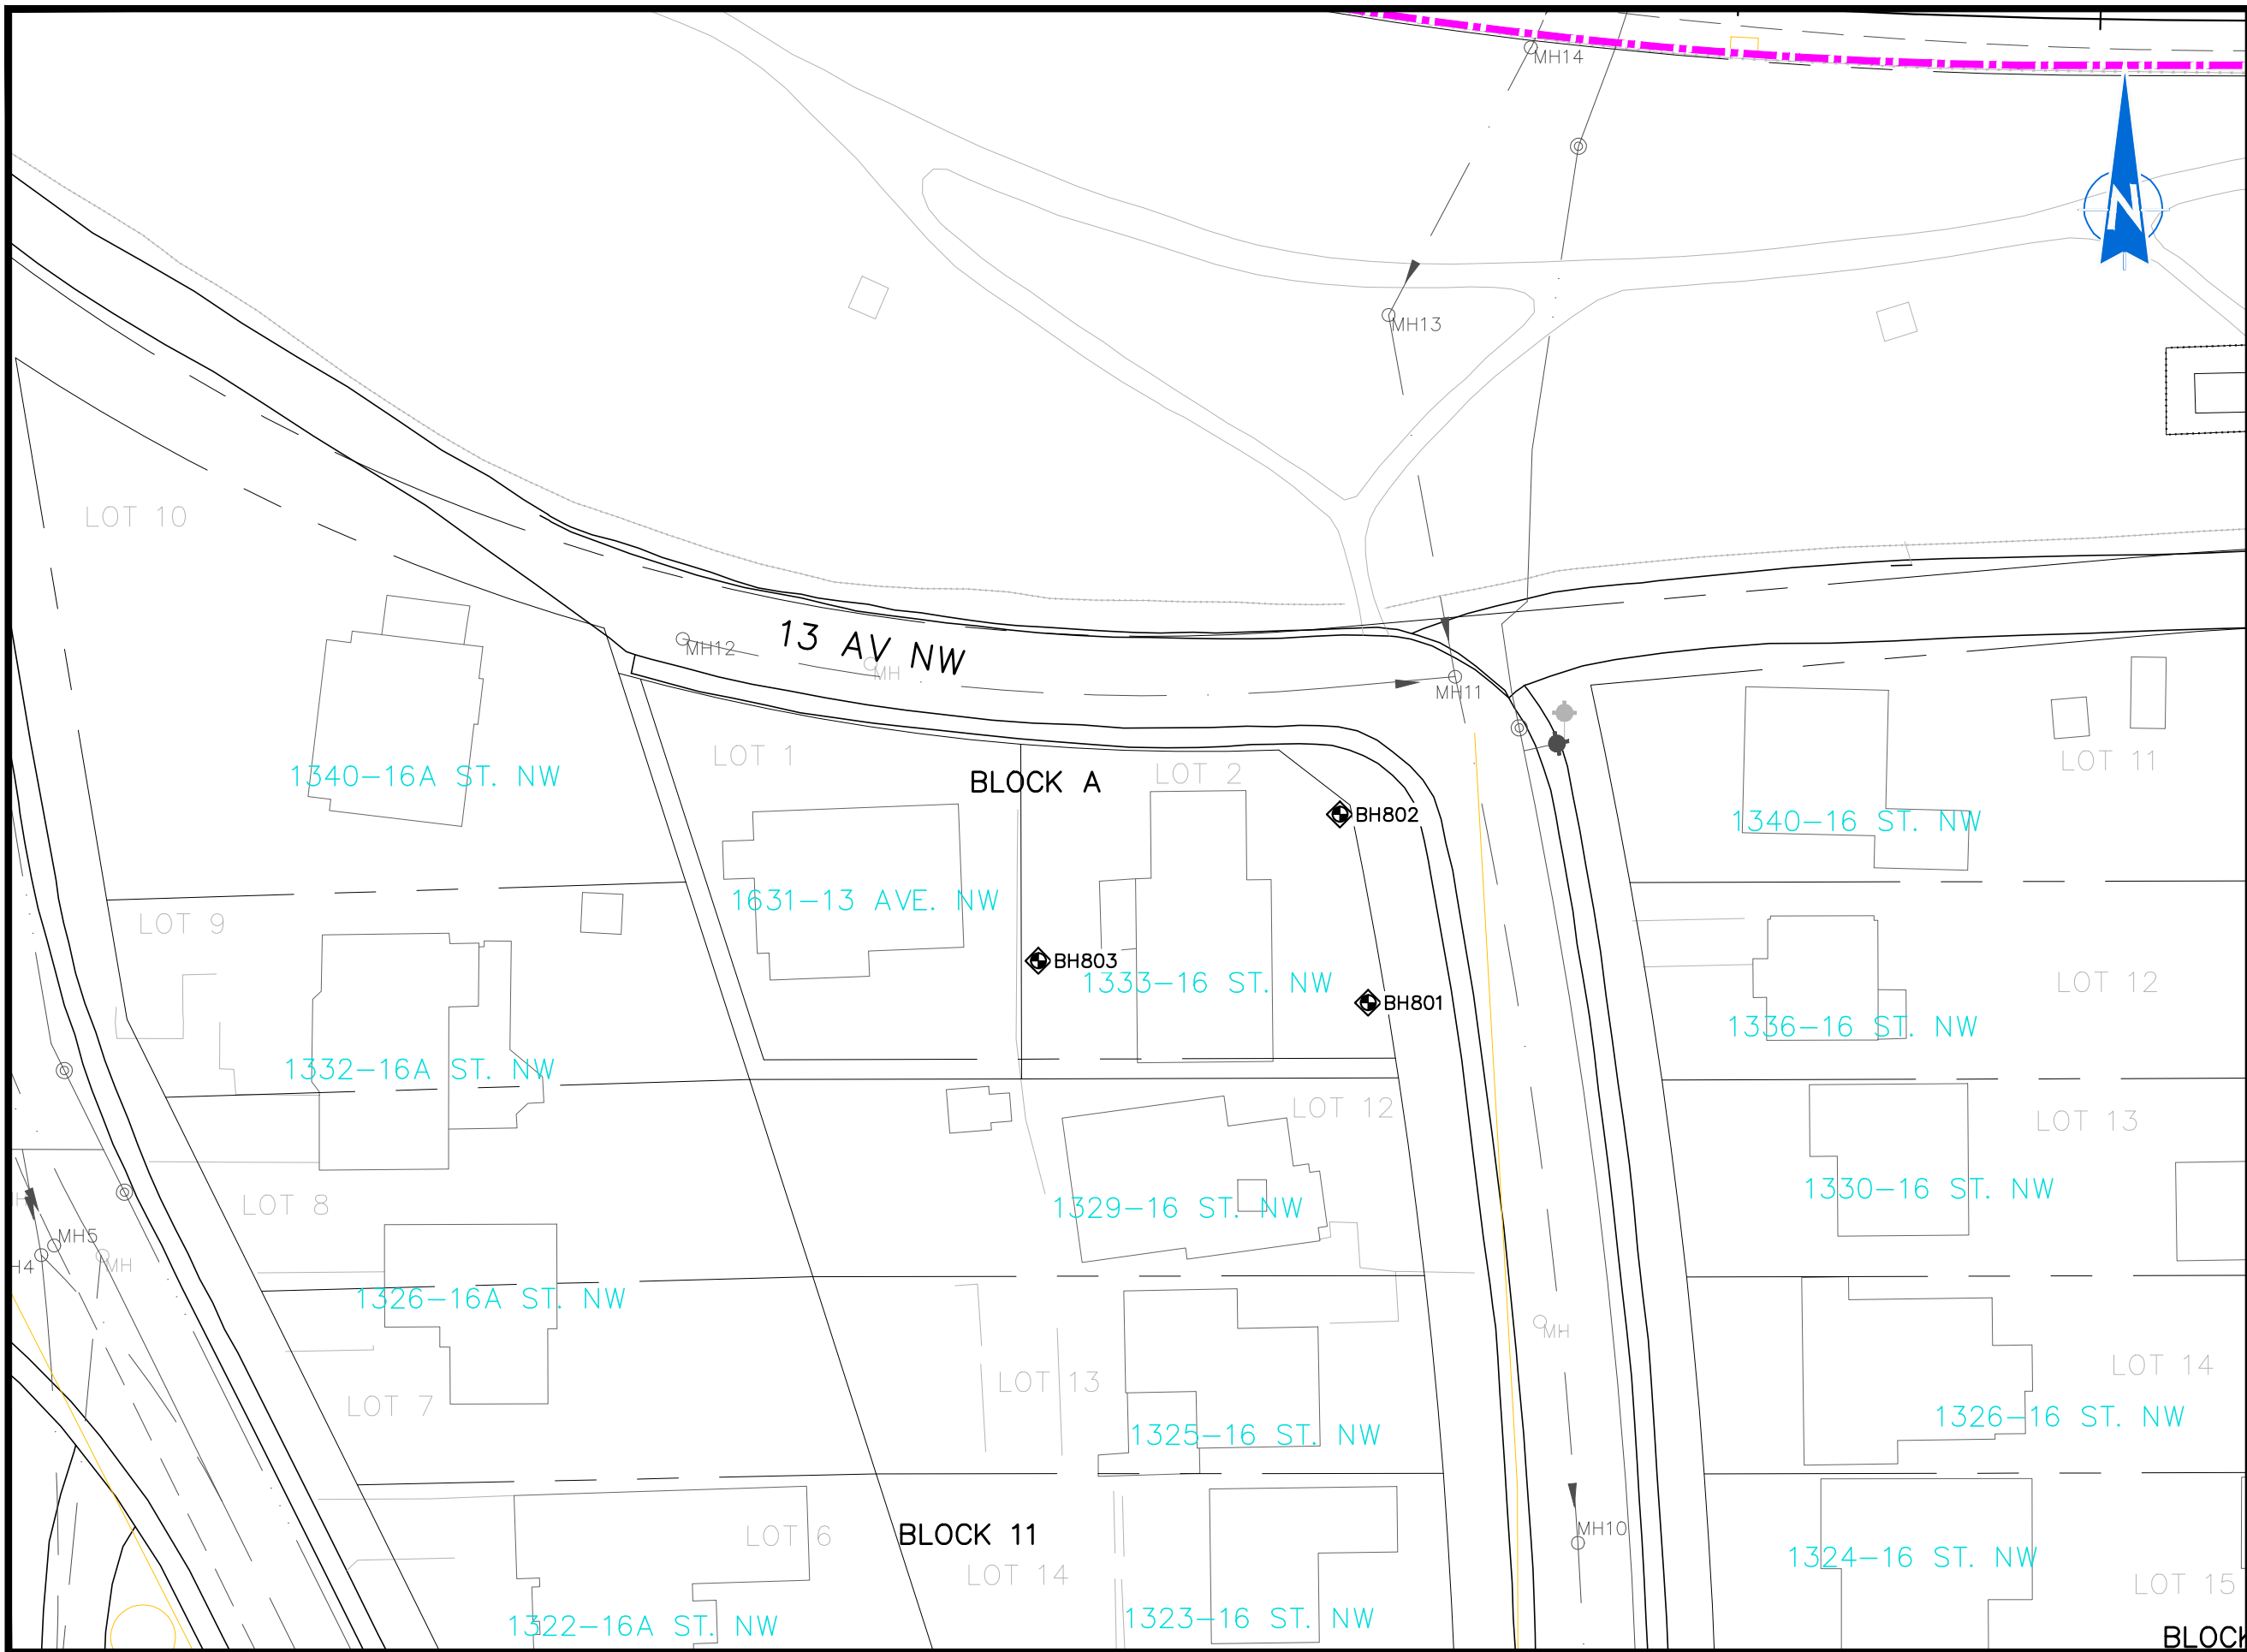 MH14
N
MH13
LOT 10
13 AV NW
MH12
MH
MH11
LOT 1
LOT 2
LOT 11
BLOCK A
1340-16A ST. NW
BH802
1340-16 ST. NW
1631-13 AVE. NW
LOT 9
BH803
1333-16 ST. NW
LOT 12
BH801
1336-16 ST. NW
1332-16A ST. NW
LOT 12
LOT 13
1330-16 ST. NW
LOT 8
1329-16 ST. NW
MH5
H4
MH
1326-16A ST. NW
MH
LOT 14
LOT 13
LOT 7
1326-16 ST. NW
1325-16 ST. NW
MH10
LOT 6
BLOCK 11
1324-16 ST. NW
LOT 14
LOT 15
1322-16A ST. NW
1323-16 ST. NW
BLOCK